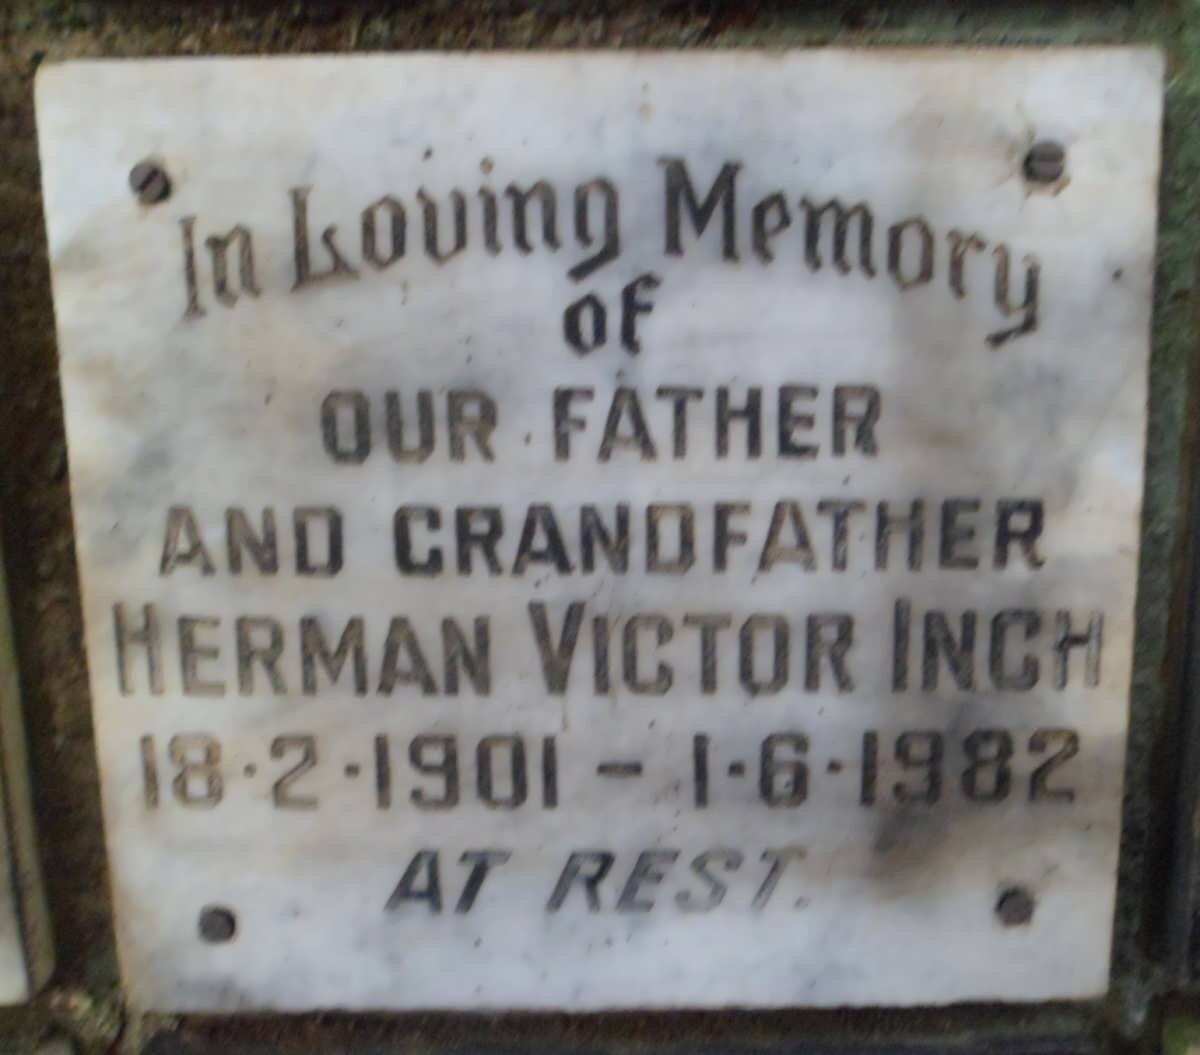 In Loving Memory
of
OUR FATHER
AND GRANDFATHER
HERMAN VICTOR INCH
18·2·1901 – 1·6·1982
AT REST.